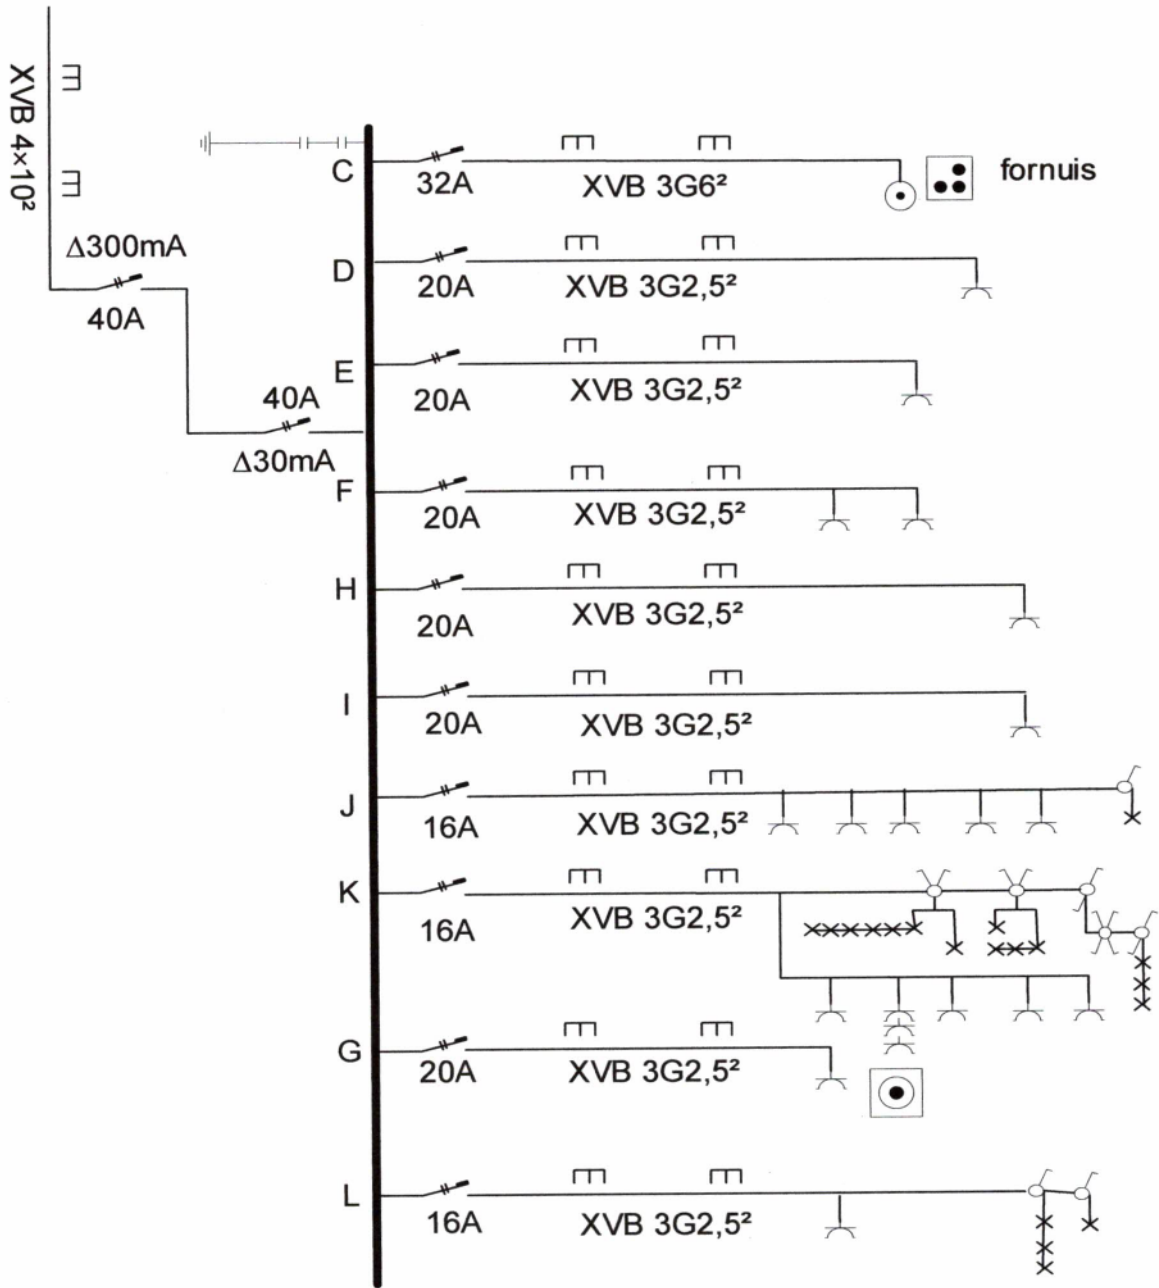 XVB 4×10²
Δ300mA
40A
40A
Δ30mA
C
32A
XVB 3G6²
fornuis
D
20A
XVB 3G2,5²
E
20A
XVB 3G2,5²
F
20A
XVB 3G2,5²
H
20A
XVB 3G2,5²
I
20A
XVB 3G2,5²
J
16A
XVB 3G2,5²
K
16A
XVB 3G2,5²
G
20A
XVB 3G2,5²
L
16A
XVB 3G2,5²